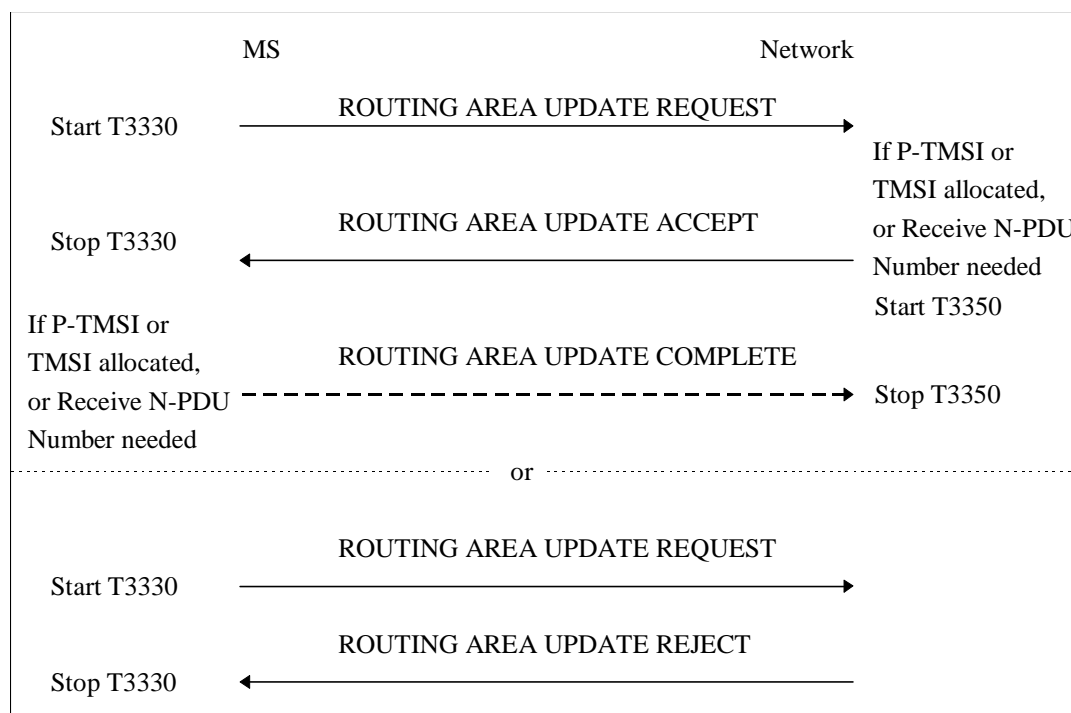 MS Network
ROUTING AREA UPDATE REQUEST
Start T3330
If P-TMSI or
TMSI allocated,
or Receive N-PDU
Number needed
Start T3350
ROUTING AREA UPDATE ACCEPT
Stop T3330
If P-TMSI or
TMSI allocated,
or Receive N-PDU
Number needed
ROUTING AREA UPDATE COMPLETE
Stop T3350
or
ROUTING AREA UPDATE REQUEST
Start T3330
ROUTING AREA UPDATE REJECT
Stop T3330